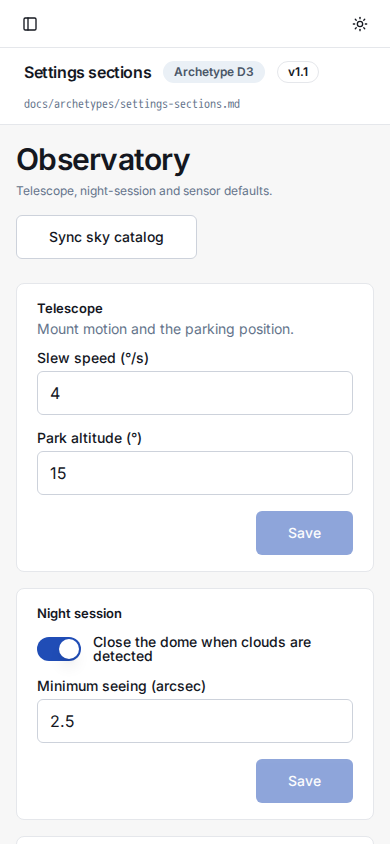 Settings sections Archetype D3 v1.1
docs/archetypes/settings-sections.md
Observatory
Telescope, night-session and sensor defaults.
Sync sky catalog
Telescope
Mount motion and the parking position.
Slew speed (°/s)
4
Park altitude (°)
15
Save
Night session
Close the dome when clouds are
detected
Minimum seeing (arcsec)
2.5
Save